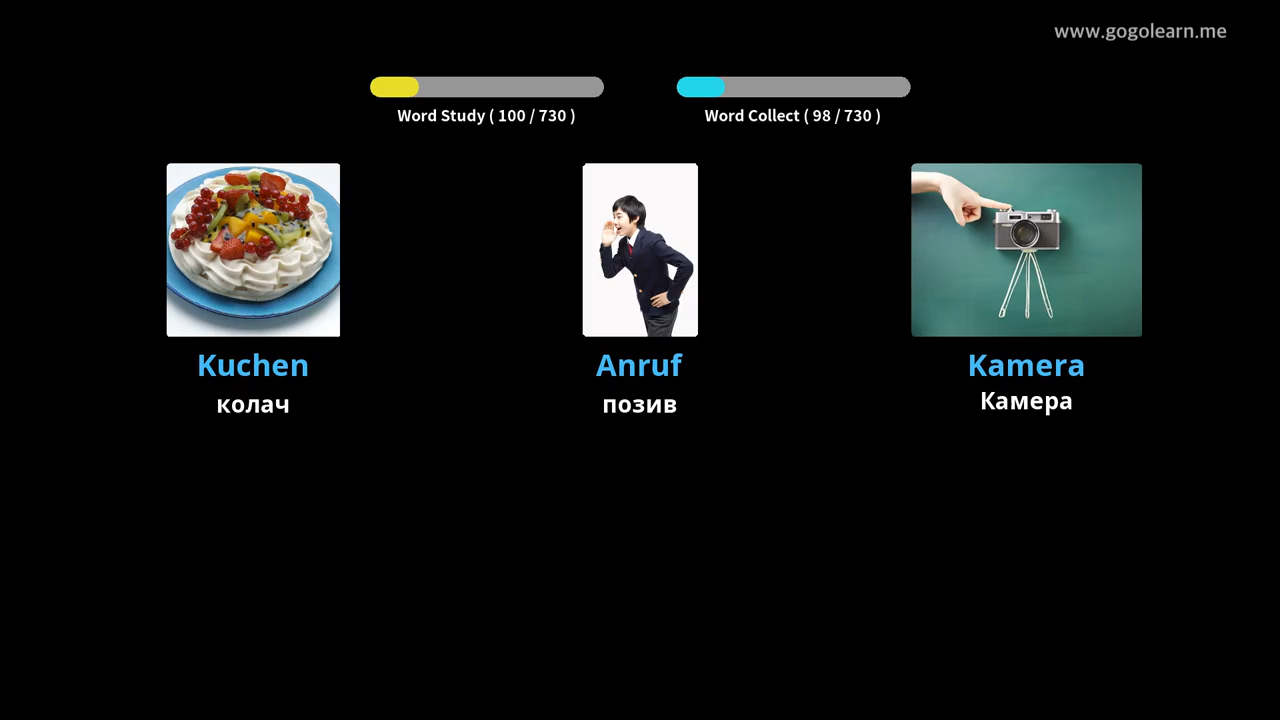 www.gogolearn.me
Word Study ( 100 / 730 )
Word Collect ( 98 / 730 )
Kuchen
колач
Anruf
позив
Kamera
Камера